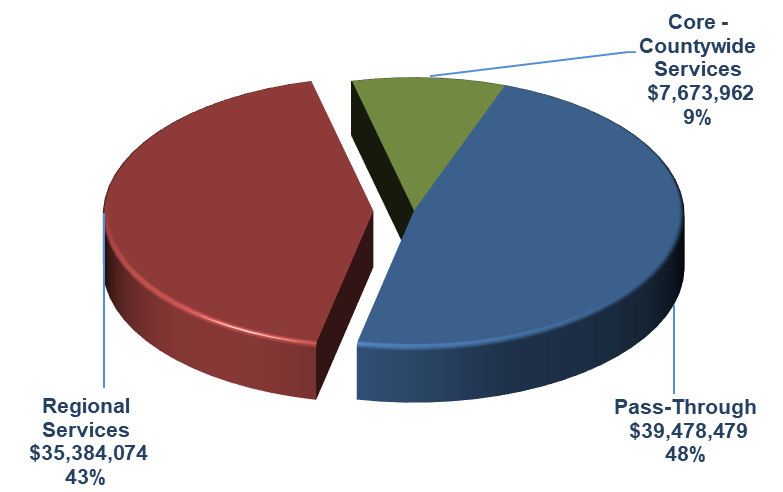 Core -
Countywide
Services
$7,673,962
9%
Regional
Services
$35,384,074
43%
Pass-Through
$39,478,479
48%